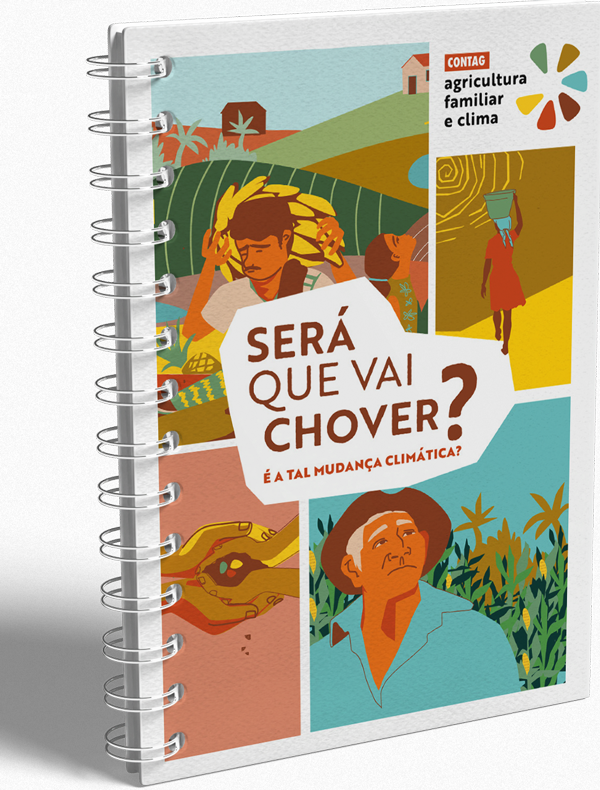 CONTAG
agricultura
familiar
e clima
SERÁ
QUE VAI
CHOVER?
É A TAL MUDANÇA CLIMÁTICA?